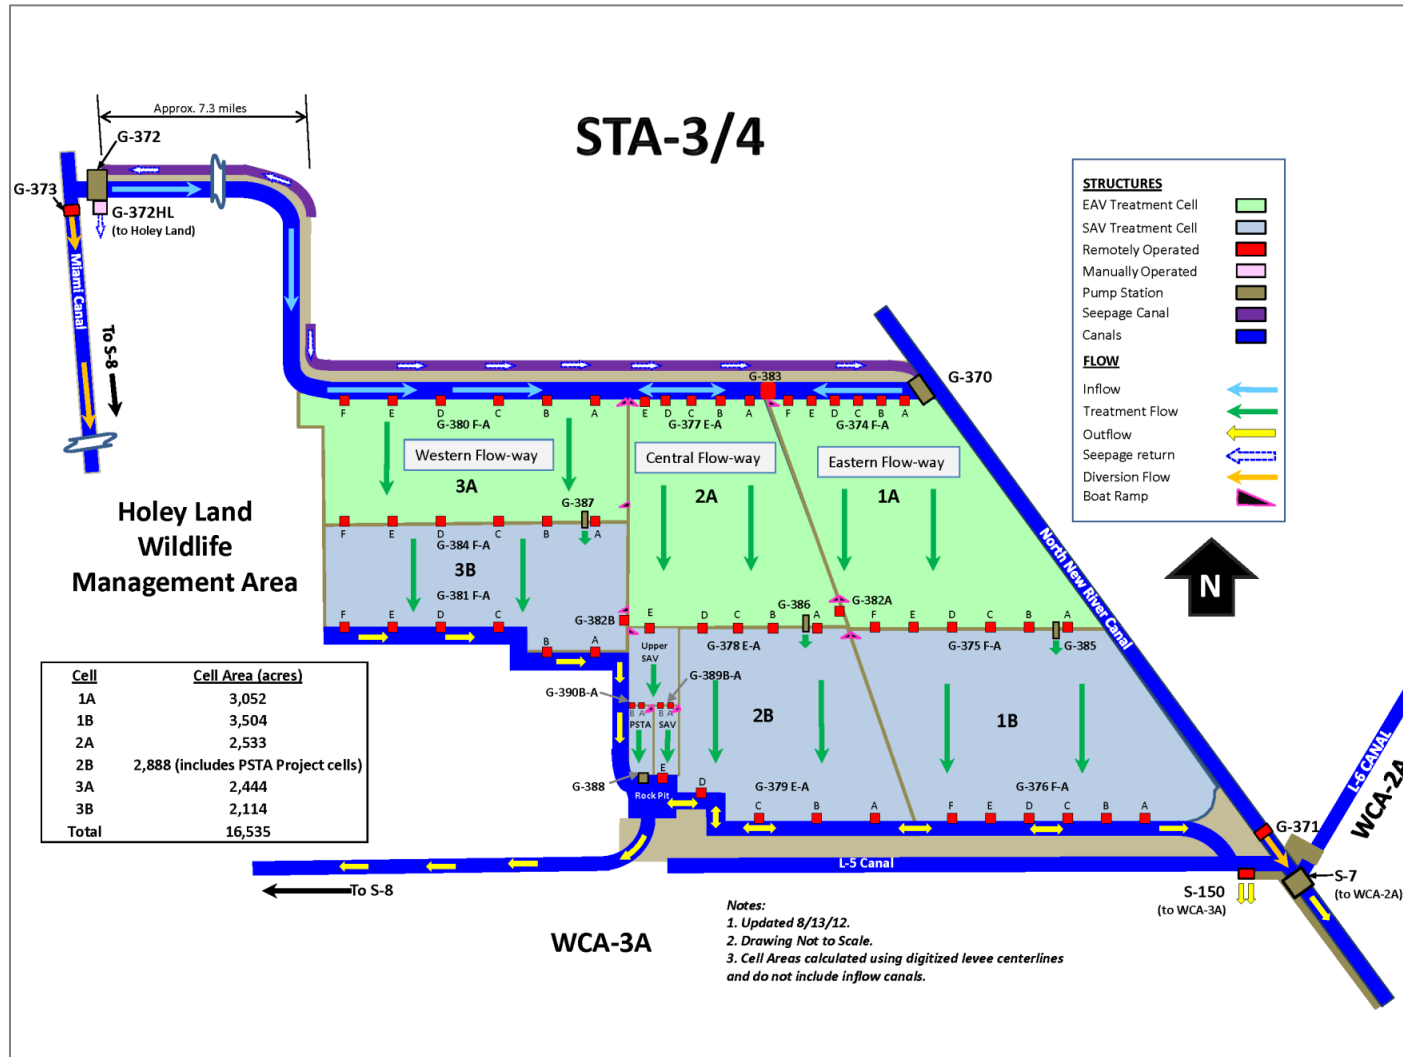 STA-3/4
Approx. 7.3 miles
G-372
G-373
G-372HL
(to Holey Land)
Miami Canal
To S-8
STRUCTURES
EAV Treatment Cell
SAV Treatment Cell
Remotely Operated
Manually Operated
Pump Station
Seepage Canal
Canals
FLOW
Inflow
Treatment Flow
Outflow
Seepage return
Diversion Flow
Boat Ramp
N
G-383
G-370
F E D C B A
E D C B A
F E D C B A
G-380 F-A
G-377 E-A
G-374 F-A
Western Flow-way
Central Flow-way
Eastern Flow-way
3A
2A
1A
North New River Canal
Holey Land
Wildlife
Management Area
G-387
F E D C B A
G-384 F-A
3B
G-381 F-A
F E D C
B A
G-382B
G-386
G-382A
E D C B A
F E D C B A
G-378 E-A
G-375 F-A
G-385
Upper
SAV
G-389B-A
G-390B-A
B A B A
PSTA SAV
2B
1B
G-388
E
Rock Pit
D
G-379 E-A
G-376 F-A
C B A
F E D C B A
Cell Cell Area (acres)
1A 3,052
1B 3,504
2A 2,533
2B 2,888 (includes PSTA Project cells)
3A 2,444
3B 2,114
Total 16,535
L-6 CANAL
WCA-2A
G-371
L-5 Canal
S-7
(to WCA-2A)
S-150
(to WCA-3A)
To S-8
WCA-3A
Notes:
1. Updated 8/13/12.
2. Drawing Not to Scale.
3. Cell Areas calculated using digitized levee centerlines
and do not include inflow canals.